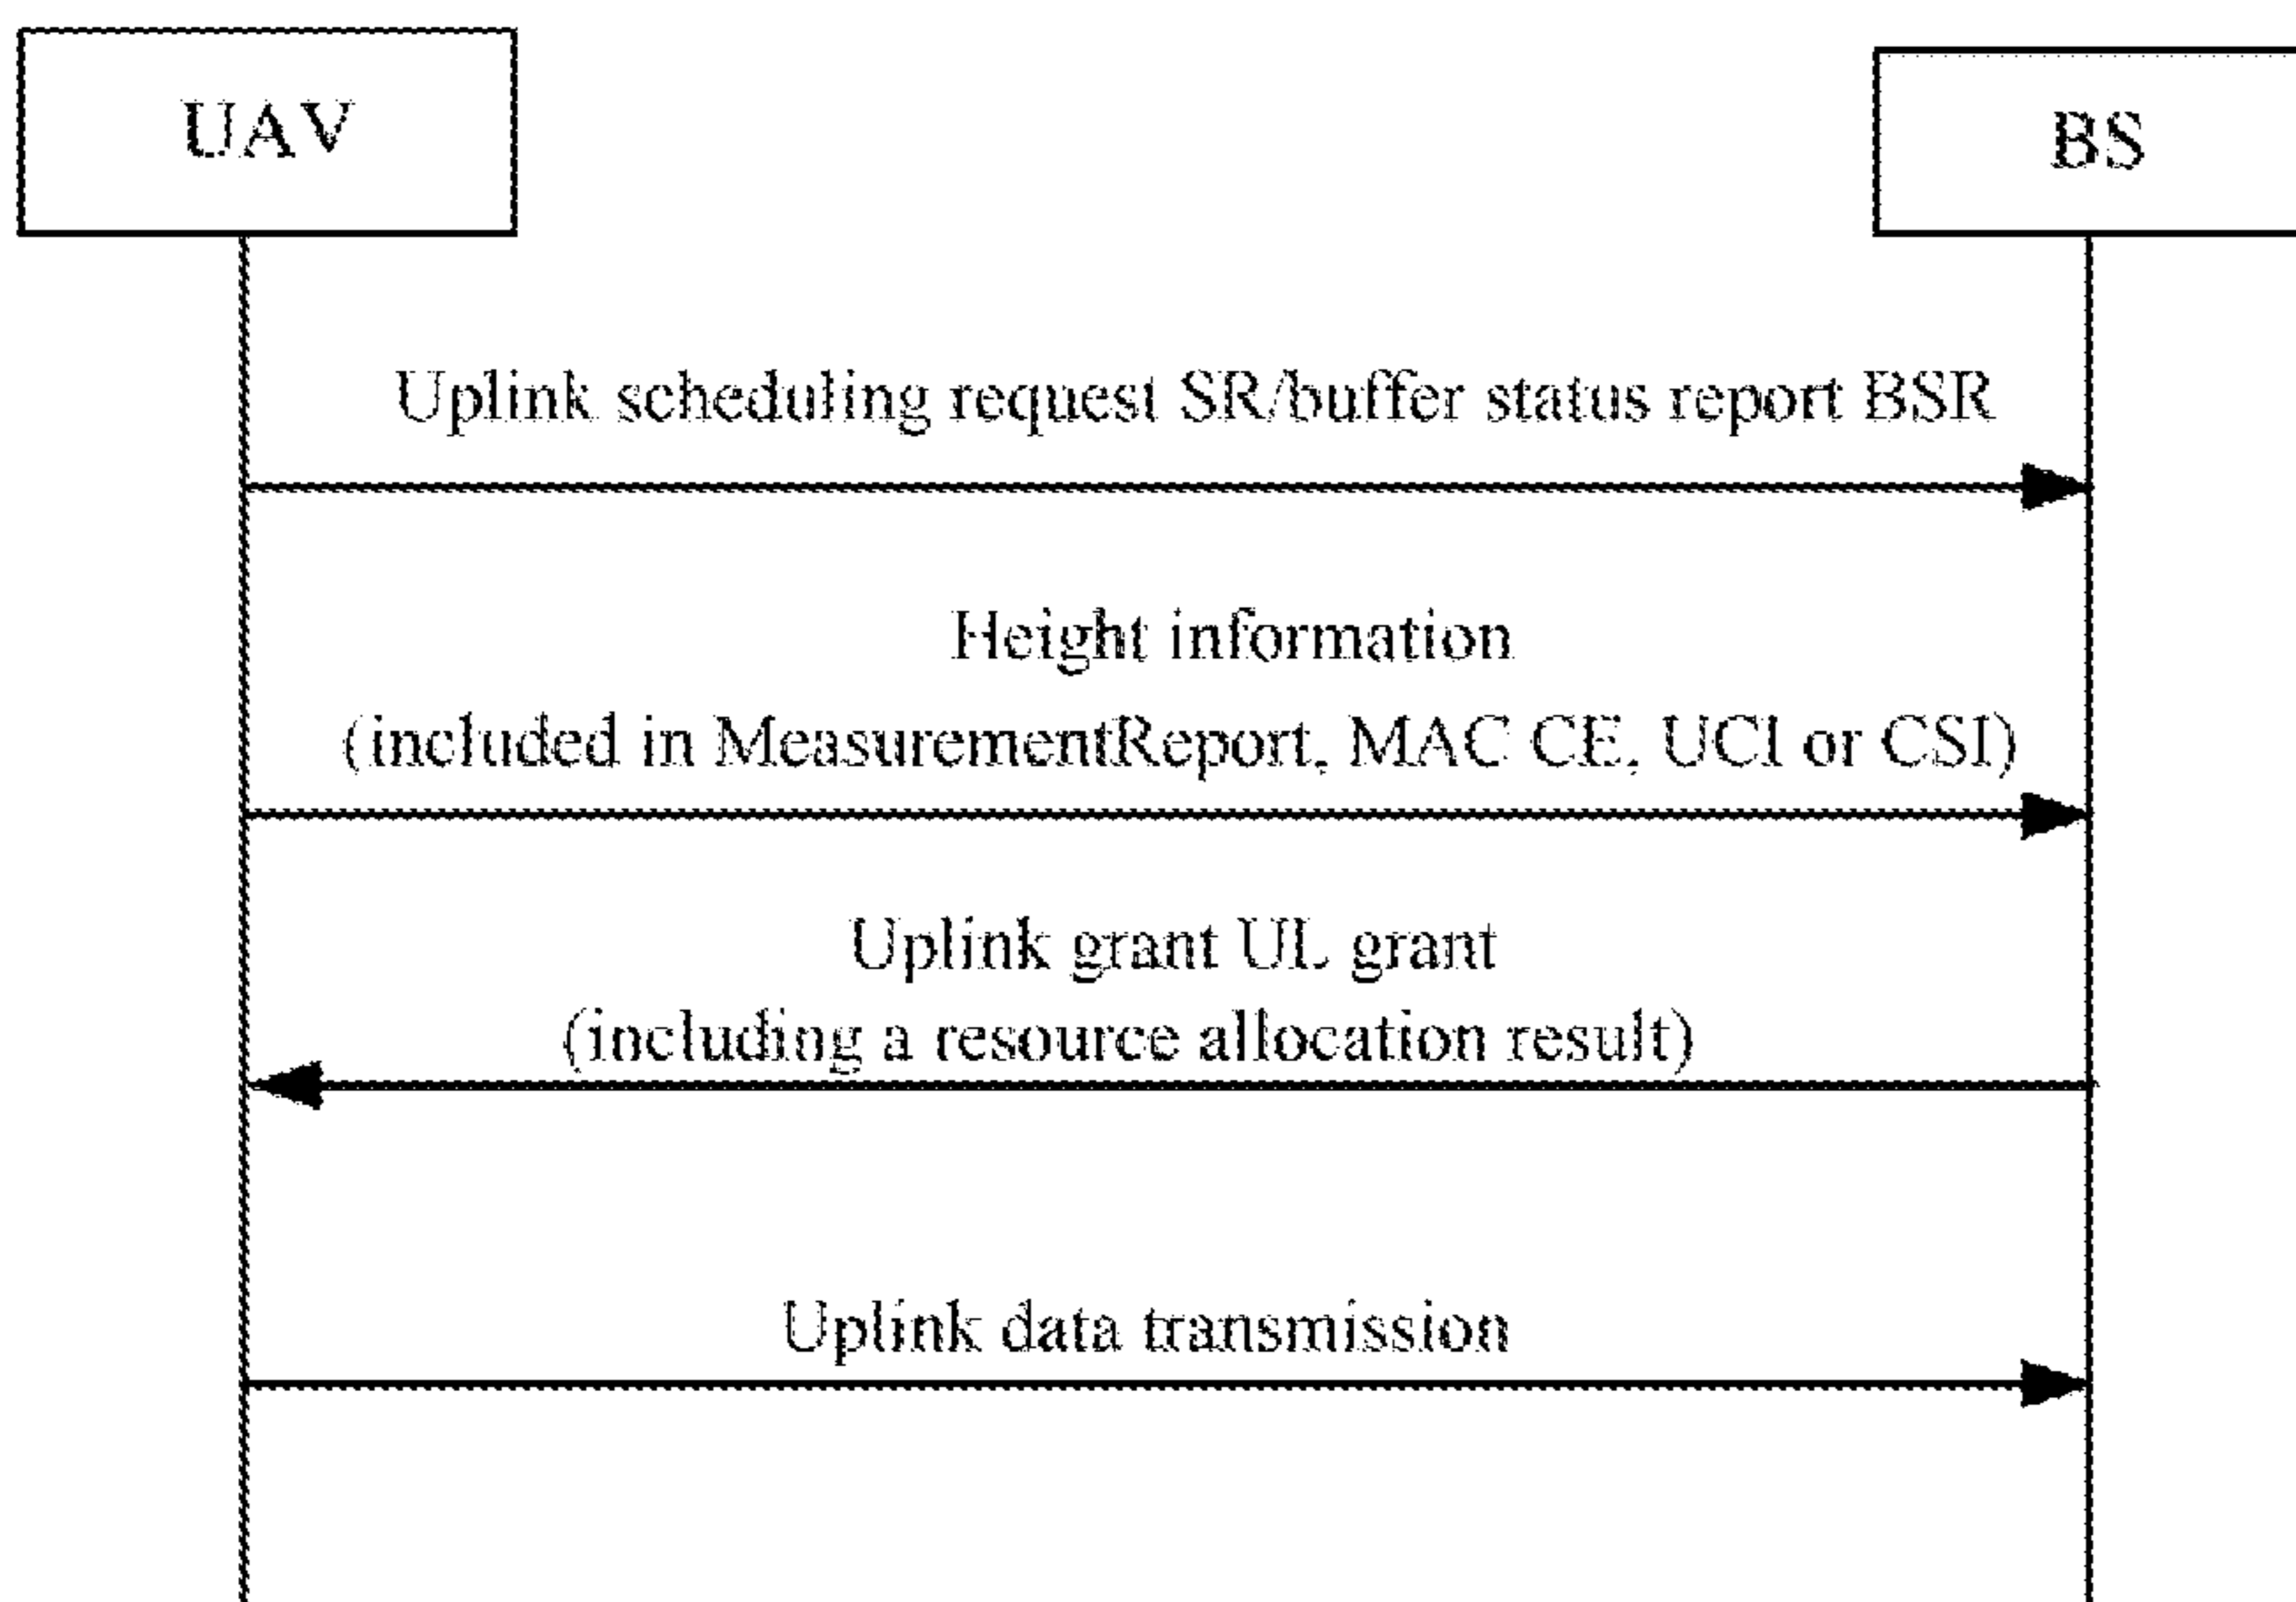 UAV
BS
Uplink scheduling request SR/buffer status report BSR
Height information
(included in MeasurementReport, MAC CE, UCI or CSI)
Uplink grant UL grant
(including a resource allocation result)
Uplink data transmission